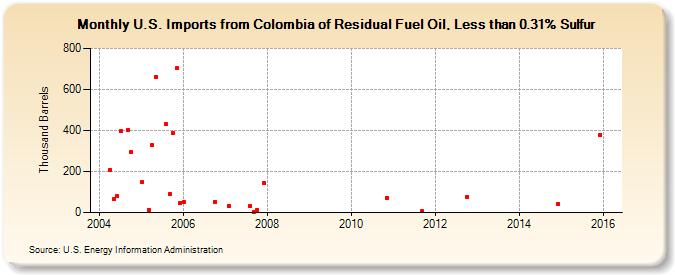 Monthly U.S. Imports from Colombia of Residual Fuel Oil, Less than 0.31% Sulfur
Thousand Barrels
800
600
400
200
0
2004 2006 2008 2010 2012 2014 2016
Source: U.S. Energy Information Administration